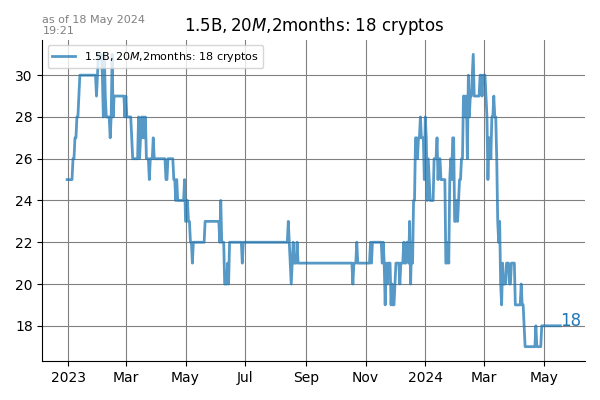 as of 18 May 2024
19:21
1.5B, 20M,2months: 18 cryptos
1.5B, 20M,2months: 18 cryptos
30
28
26
24
22
20
18
18
2023
Mar
May
Jul
Sep
Nov
2024
Mar
May